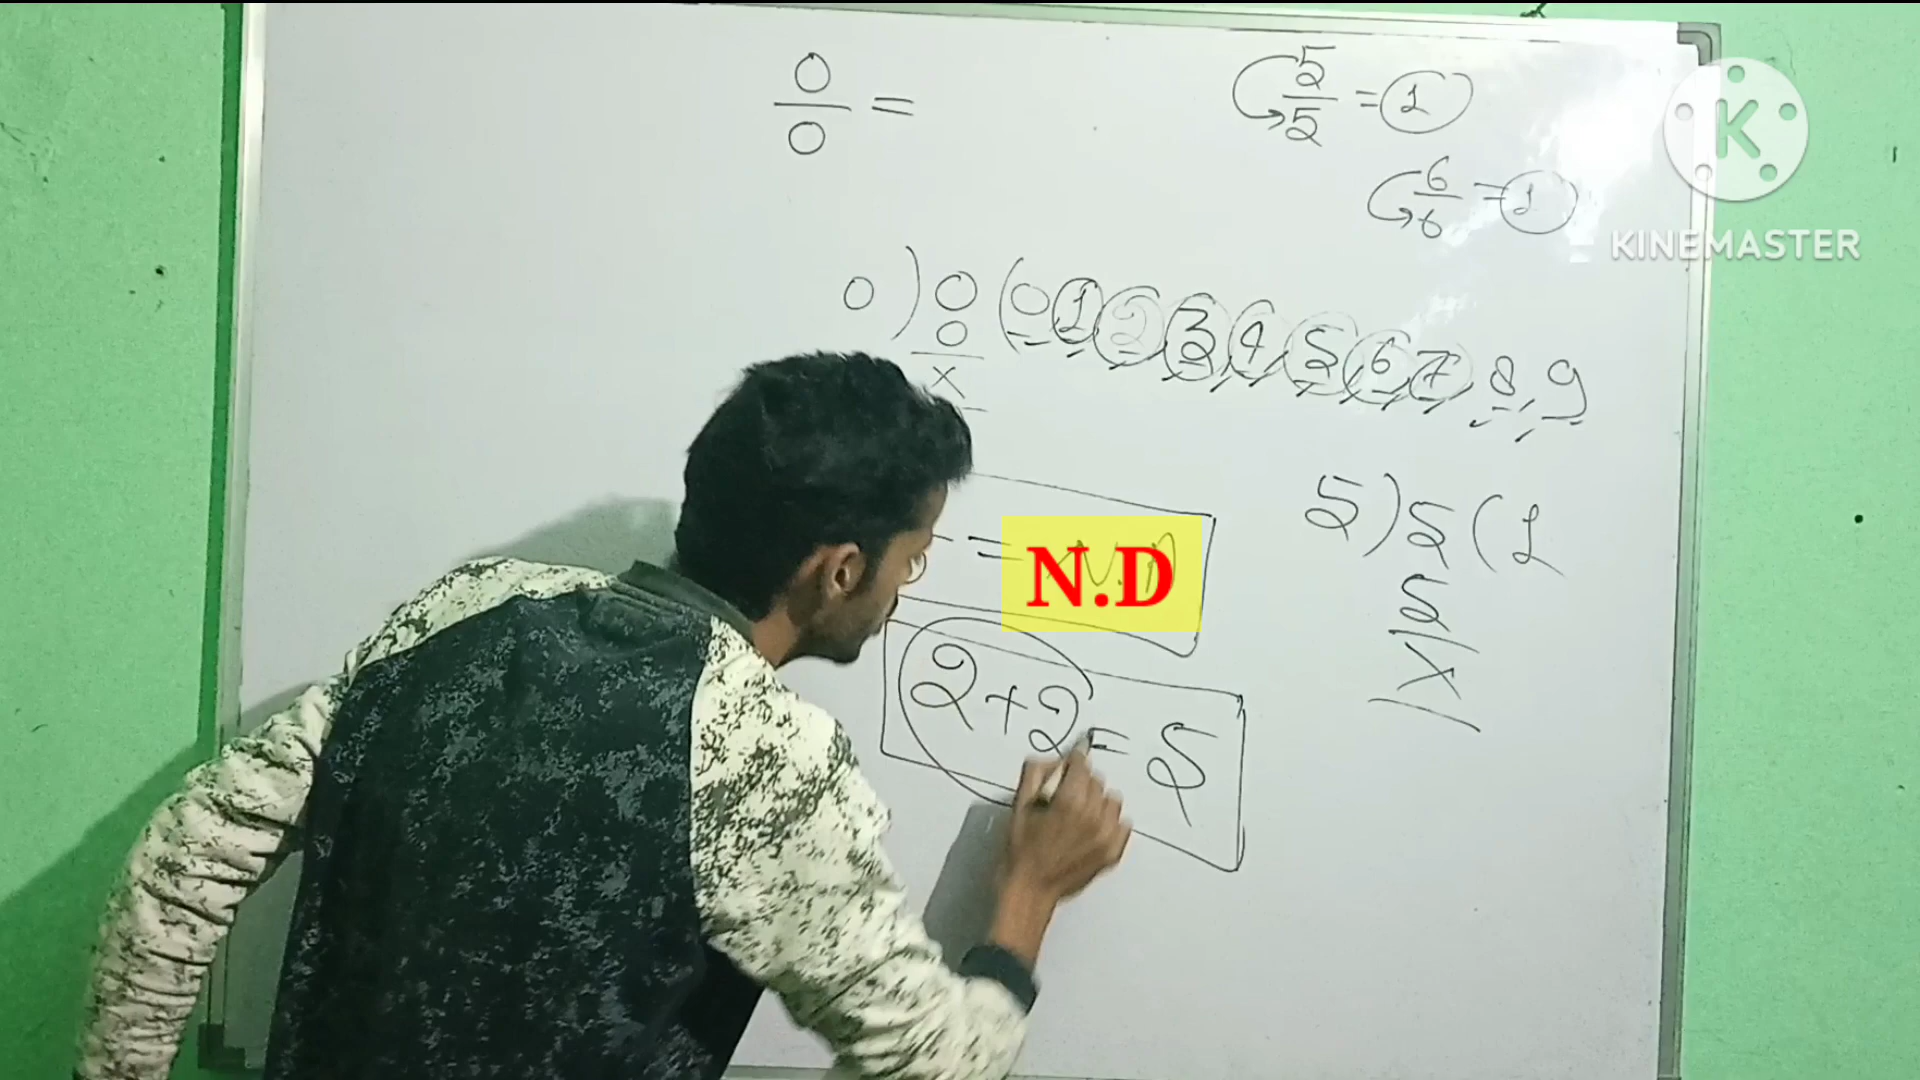 0/0 =
5/5 = 1
6/6 = 1
K
KINEMASTER
0 ) 0 ( 0 1, 2, 3, 4, 5, 6, 7, 8, 9
0
x
= N.D
5 ) 5 ( 1
5
x
2+2 = 5